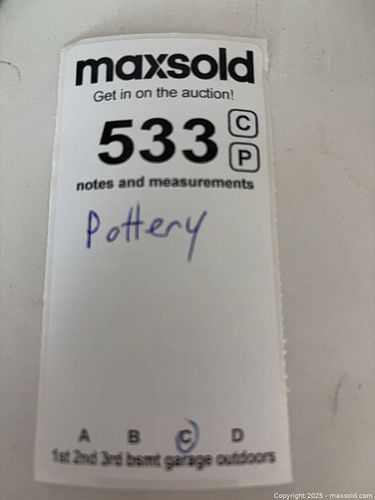 maxsold
Get in on the auction!
533 C
P
notes and measurements
Pottery
A B C D
1st 2nd 3rd bsmt garage outdoors
Copyright 2025 - maxsold.com